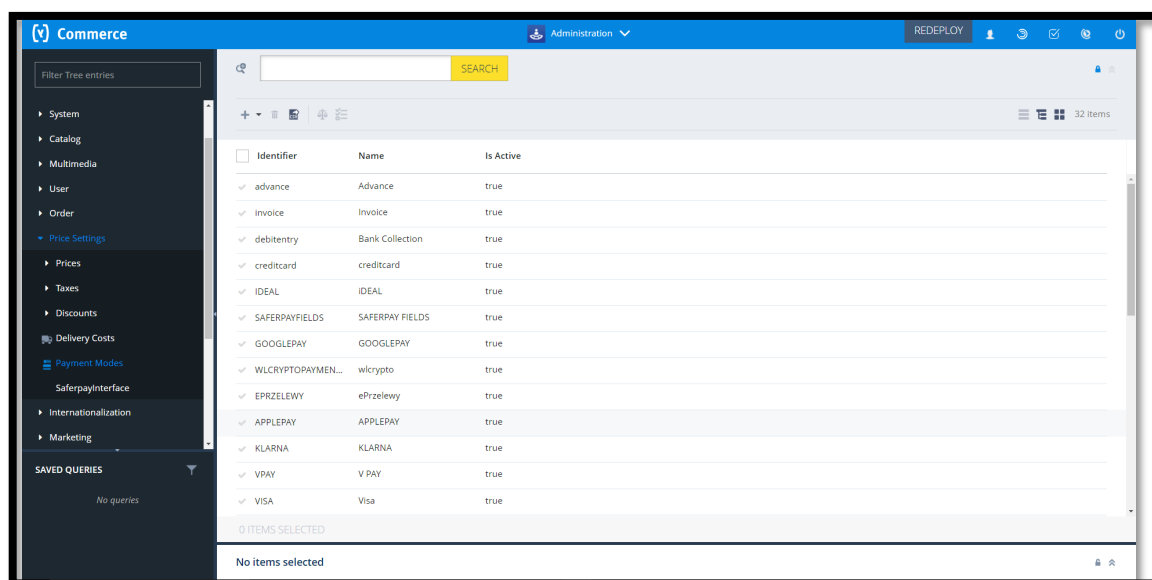 (y) Commerce
Administration
REDEPLOY
Filter Tree entries
SEARCH
System
Catalog
Multimedia
User
Order
Price Settings
Prices
Taxes
Discounts
Delivery Costs
Payment Modes
SaferpayInterface
Internationalization
Marketing
SAVED QUERIES
No queries
32 items
Identifier Name Is Active
advance Advance true
invoice Invoice true
debitentry Bank Collection true
creditcard creditcard true
IDEAL iDEAL true
SAFERPAYFIELDS SAFERPAY FIELDS true
GOOGLEPAY GOOGLEPAY true
WLCRYPTOPAYMEN... wlcrypto true
EPRZELEWY ePrzelewy true
APPLEPAY APPLEPAY true
KLARNA KLARNA true
VPAY V PAY true
VISA Visa true
0 ITEMS SELECTED
No items selected